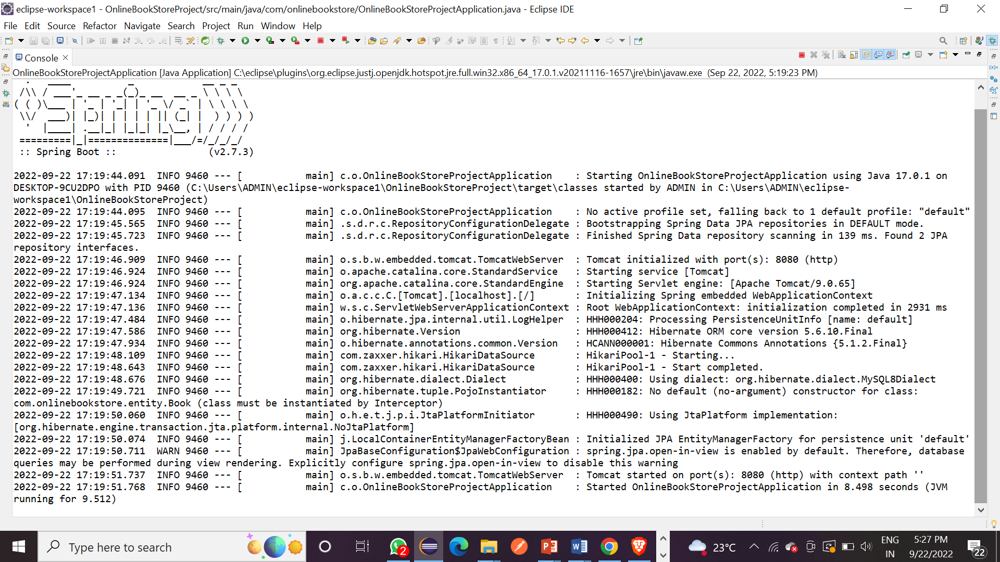 eclipse-workspace1 - OnlineBookStoreProject/src/main/java/com/onlinebookstore/OnlineBookStoreProjectApplication.java - Eclipse IDE
File Edit Source Refactor Navigate Search Project Run Window Help
Console
OnlineBookStoreProjectApplication [Java Application] C:\eclipse\plugins\org.eclipse.justj.openjdk.hotspot.jre.full.win32.x86_64_17.0.1.v20211116-1657\jre\bin\javaw.exe (Sep 22, 2022, 5:19:23 PM)
  .   ____          _            __ _ _
 /\\ / ___'_ __ _ _(_)_ __  __ _ \ \ \ \
( ( )\___ | '_ | '_| | '_ \/ _` | \ \ \ \
 \\/  ___)| |_)| | | | | || (_| |  ) ) ) )
  '  |____| .__|_| |_|_| |_\__, | / / / /
 =========|_|==============|___/=/_/_/_/
 :: Spring Boot ::                (v2.7.3)
2022-09-22 17:19:44.091  INFO 9460 --- [           main] c.o.OnlineBookStoreProjectApplication    : Starting OnlineBookStoreProjectApplication using Java 17.0.1 on
DESKTOP-9CU2DPO with PID 9460 (C:\Users\ADMIN\eclipse-workspace1\OnlineBookStoreProject\target\classes started by ADMIN in C:\Users\ADMIN\eclipse-
workspace1\OnlineBookStoreProject)
2022-09-22 17:19:44.095  INFO 9460 --- [           main] c.o.OnlineBookStoreProjectApplication    : No active profile set, falling back to 1 default profile: "default"
2022-09-22 17:19:45.565  INFO 9460 --- [           main] .s.d.r.c.RepositoryConfigurationDelegate : Bootstrapping Spring Data JPA repositories in DEFAULT mode.
2022-09-22 17:19:45.723  INFO 9460 --- [           main] .s.d.r.c.RepositoryConfigurationDelegate : Finished Spring Data repository scanning in 139 ms. Found 2 JPA
repository interfaces.
2022-09-22 17:19:46.909  INFO 9460 --- [           main] o.s.b.w.embedded.tomcat.TomcatWebServer  : Tomcat initialized with port(s): 8080 (http)
2022-09-22 17:19:46.924  INFO 9460 --- [           main] o.apache.catalina.core.StandardService   : Starting service [Tomcat]
2022-09-22 17:19:46.924  INFO 9460 --- [           main] org.apache.catalina.core.StandardEngine  : Starting Servlet engine: [Apache Tomcat/9.0.65]
2022-09-22 17:19:47.134  INFO 9460 --- [           main] o.a.c.c.C.[Tomcat].[localhost].[/]       : Initializing Spring embedded WebApplicationContext
2022-09-22 17:19:47.136  INFO 9460 --- [           main] w.s.c.ServletWebServerApplicationContext : Root WebApplicationContext: initialization completed in 2931 ms
2022-09-22 17:19:47.484  INFO 9460 --- [           main] o.hibernate.jpa.internal.util.LogHelper  : HHH000204: Processing PersistenceUnitInfo [name: default]
2022-09-22 17:19:47.586  INFO 9460 --- [           main] org.hibernate.Version                    : HHH000412: Hibernate ORM core version 5.6.10.Final
2022-09-22 17:19:47.934  INFO 9460 --- [           main] o.hibernate.annotations.common.Version   : HCANN000001: Hibernate Commons Annotations {5.1.2.Final}
2022-09-22 17:19:48.109  INFO 9460 --- [           main] com.zaxxer.hikari.HikariDataSource       : HikariPool-1 - Starting...
2022-09-22 17:19:48.643  INFO 9460 --- [           main] com.zaxxer.hikari.HikariDataSource       : HikariPool-1 - Start completed.
2022-09-22 17:19:48.676  INFO 9460 --- [           main] org.hibernate.dialect.Dialect            : HHH000400: Using dialect: org.hibernate.dialect.MySQL8Dialect
2022-09-22 17:19:49.721  INFO 9460 --- [           main] org.hibernate.tuple.PojoInstantiator     : HHH000182: No default (no-argument) constructor for class:
com.onlinebookstore.entity.Book (class must be instantiated by Interceptor)
2022-09-22 17:19:50.060  INFO 9460 --- [           main] o.h.e.t.j.p.i.JtaPlatformInitiator       : HHH000490: Using JtaPlatform implementation:
[org.hibernate.engine.transaction.jta.platform.internal.NoJtaPlatform]
2022-09-22 17:19:50.074  INFO 9460 --- [           main] j.LocalContainerEntityManagerFactoryBean : Initialized JPA EntityManagerFactory for persistence unit 'default'
2022-09-22 17:19:50.711  WARN 9460 --- [           main] JpaBaseConfiguration$JpaWebConfiguration : spring.jpa.open-in-view is enabled by default. Therefore, database
queries may be performed during view rendering. Explicitly configure spring.jpa.open-in-view to disable this warning
2022-09-22 17:19:51.737  INFO 9460 --- [           main] o.s.b.w.embedded.tomcat.TomcatWebServer  : Tomcat started on port(s): 8080 (http) with context path ''
2022-09-22 17:19:51.768  INFO 9460 --- [           main] c.o.OnlineBookStoreProjectApplication    : Started OnlineBookStoreProjectApplication in 8.498 seconds (JVM
running for 9.512)
Type here to search
2
23°C
ENG
IN
5:27 PM
9/22/2022
22